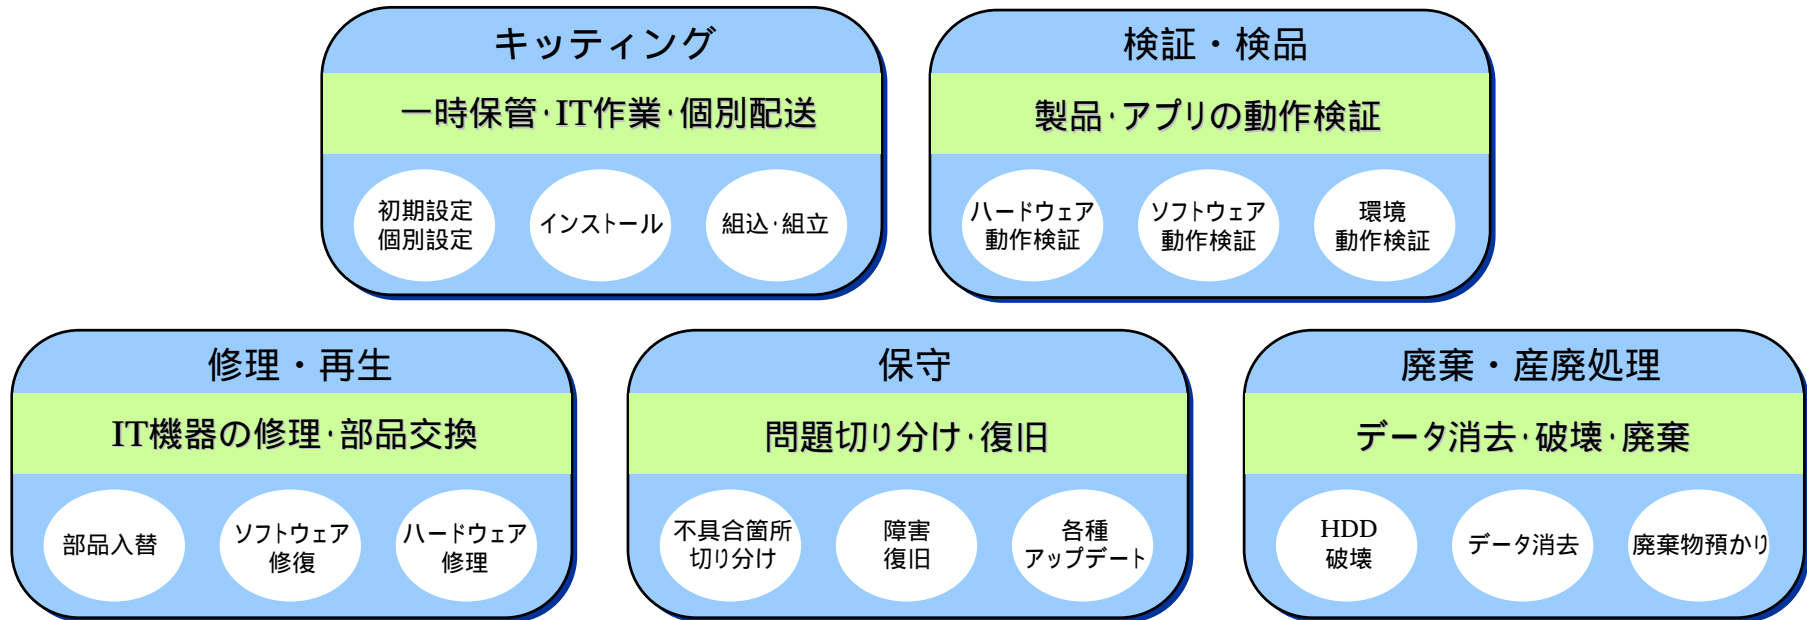 キッティング
一時保管・IT作業・個別配送
初期設定
個別設定
インストール
組込・組立
検証・検品
製品・アプリの動作検証
ハードウェア
動作検証
ソフトウェア
動作検証
環境
動作検証
修理・再生
IT機器の修理・部品交換
部品入替
ソフトウェア
修復
ハードウェア
修理
保守
問題切り分け・復旧
不具合箇所
切り分け
障害
復旧
各種
アップデート
廃棄・産廃処理
データ消去・破壊・廃棄
HDD
破壊
データ消去
廃棄物預かり